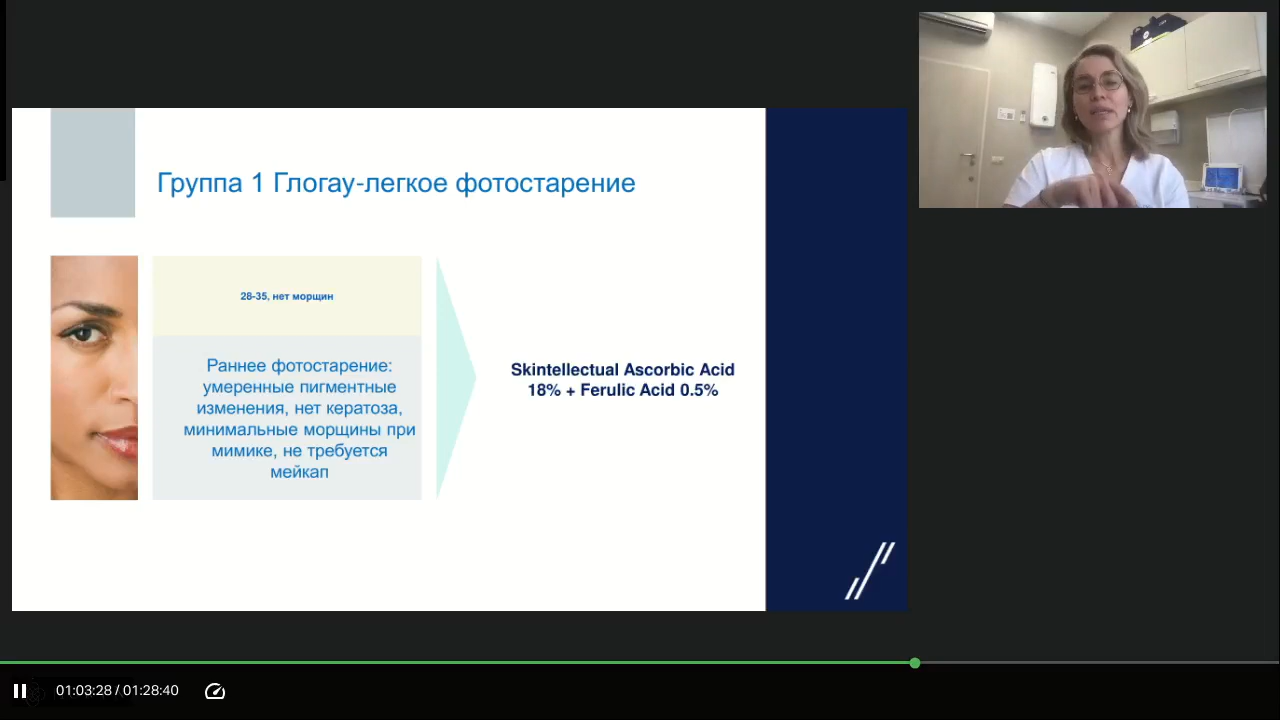 Группа 1 Глогау-легкое фотостарение
28-35, нет морщин
Раннее фотостарение:
умеренные пигментные
изменения, нет кератоза,
минимальные морщины при
мимике, не требуется
мейкап
Skintellectual Ascorbic Acid
18% + Ferulic Acid 0.5%
01:03:28 / 01:28:40